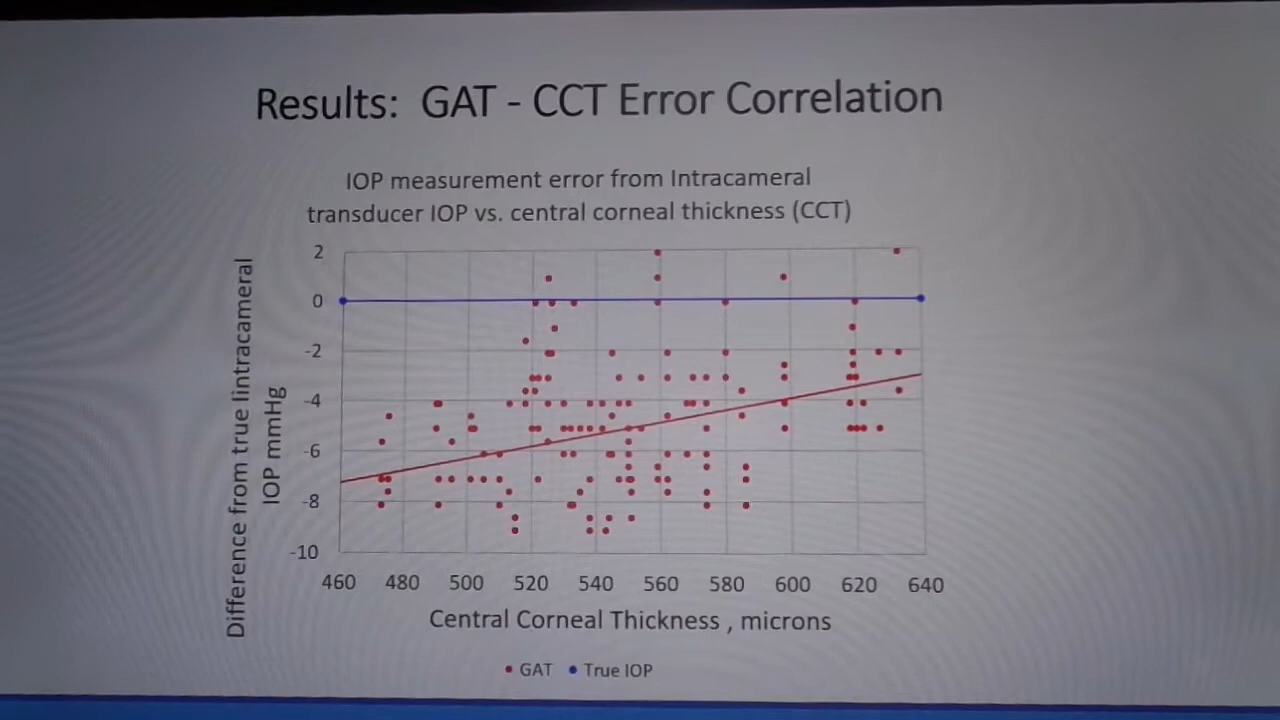 Results: GAT - CCT Error Correlation
IOP measurement error from Intracameral
transducer IOP vs. central corneal thickness (CCT)
Difference from true Iintracameral
IOP mmHg
2
0
-2
-4
-6
-8
-10
460 480 500 520 540 560 580 600 620 640
Central Corneal Thickness , microns
GAT True IOP